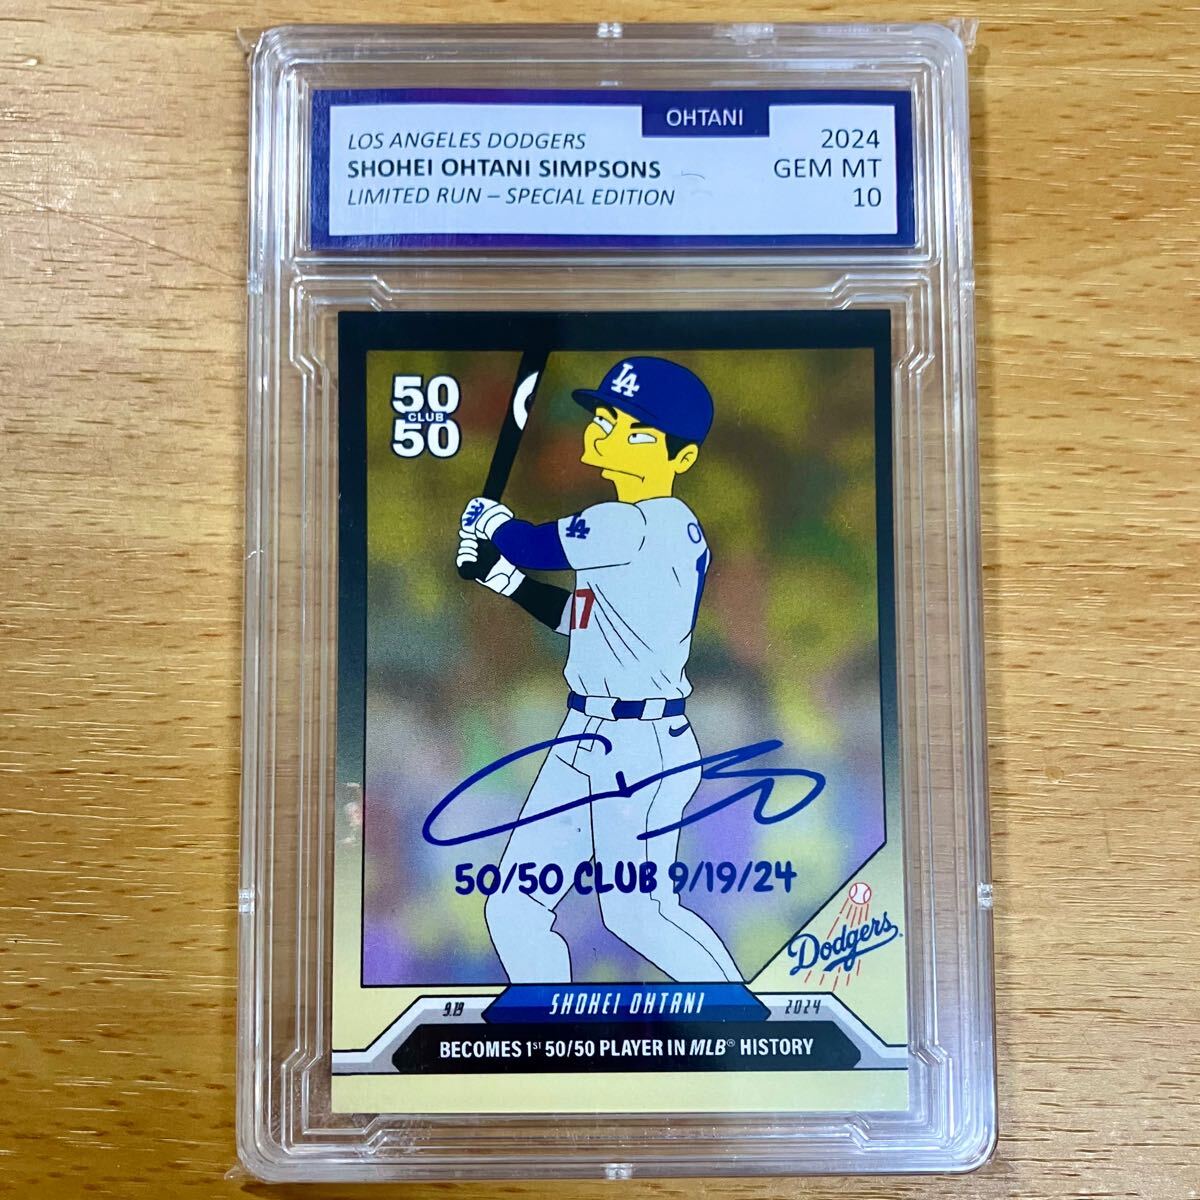 OHTANI
LOS ANGELES DODGERS
2024
SHOHEI OHTANI SIMPSONS
GEM MT
LIMITED RUN – SPECIAL EDITION
10
50
CLUB
50
LA
LA
17
50/50 CLUB 9/19/24
Dodgers
9.19
SHOHEI OHTANI
2024
BECOMES 1ST 50/50 PLAYER IN MLB® HISTORY